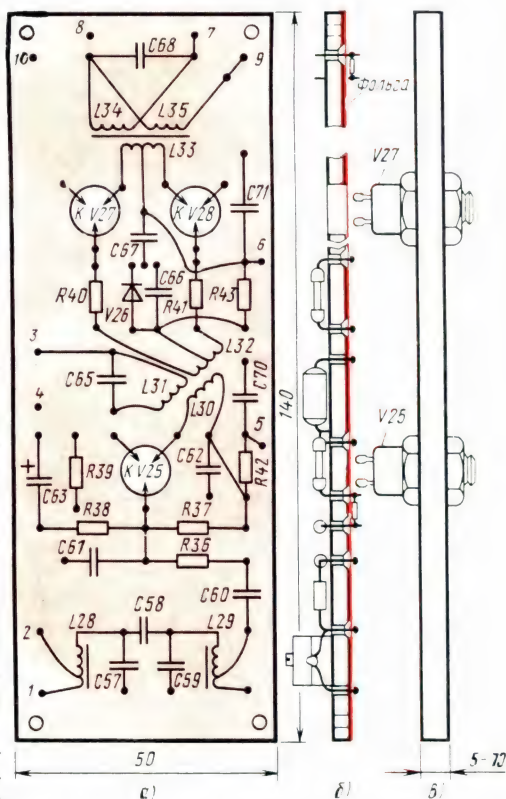 8
C68
7
10
9
L34
L35
Фольга
L33
V27
К V27
К V28
C71
C67
6
C66
R40
V26
R41
R43
3
L32
C65
L31
C70
140
4
L30
5
V25
К V25
C62
R42
R39
+
C63
R38
R37
C61
R36
C60
C58
2
L28
L29
C57
C59
1
50
5-10
а)
б)
в)